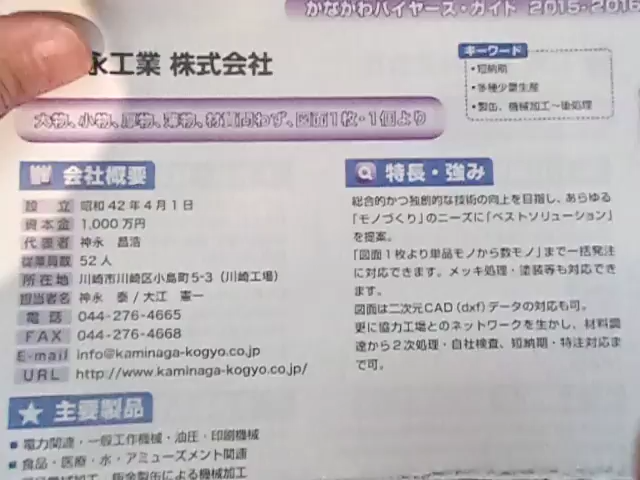 かながわバイヤーズ・ガイド 2015-2016
永工業 株式会社
キーワード
・短納期
・多種少量生産
・製缶、機械加工～後処理
大物、小物、厚物、薄物、材質問わず、図面1枚・1個より
会社概要
設立 昭和42年4月1日
資本金 1,000万円
代表者 神永 昌浩
従業員数 52人
所在地 川崎市川崎区小島町5-3（川崎工場）
担当者名 神永 泰/大江 憲一
電話 044-276-4665
FAX 044-276-4668
E-mail info@kaminaga-kogyo.co.jp
URL http://www.kaminaga-kogyo.co.jp/
特長・強み
総合的かつ独創的な技術の向上を目指し、あらゆる
「モノづくり」のニーズに「ベストソリューション」
を提案。
「図面1枚より単品モノから数モノ」まで一括発注
に対応できます。メッキ処理・塗装等も対応でき
ます。
図面は二次元CAD（dxf）データの対応も可。
更に協力工場とのネットワークを生かし、材料調
達から2次処理・自社検査、短納期・特注対応ま
で可。
主要製品
■ 電力関連・一般工作機械・油圧・印刷機械
■ 食品・医療・水・アミューズメント関連
板金製缶による機械加工